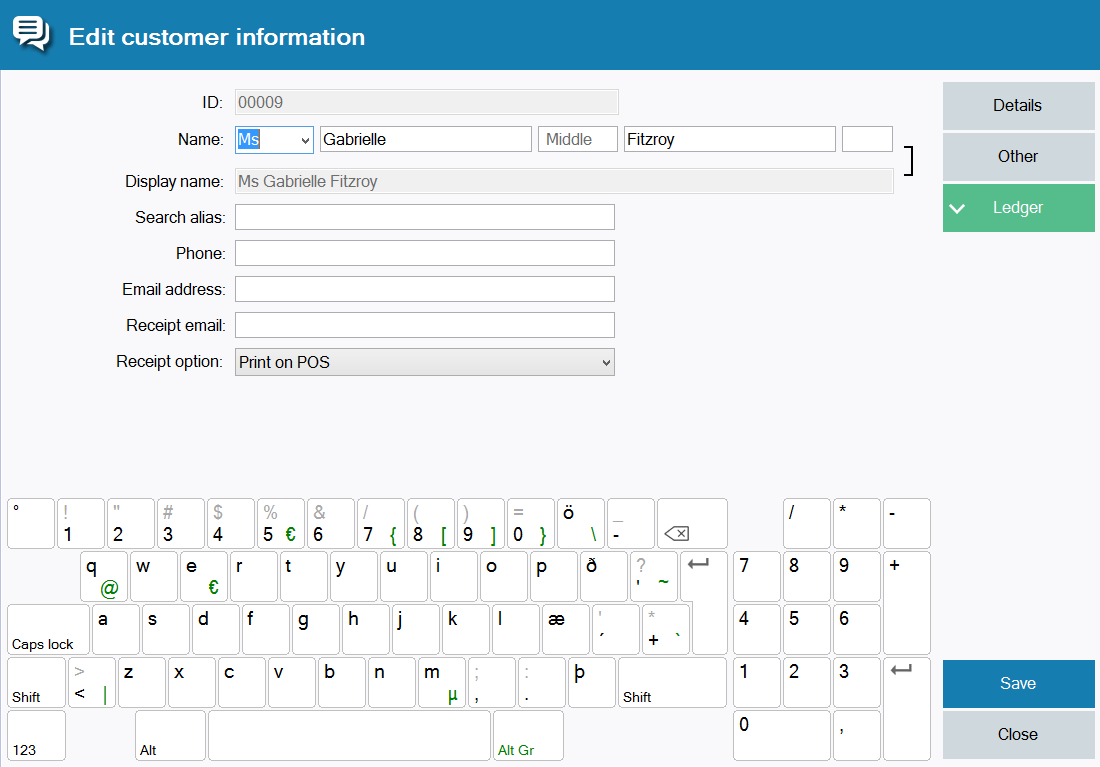 Edit customer information
ID: 00009
Name: Ms Gabrielle Middle Fitzroy
Display name: Ms Gabrielle Fitzroy
Search alias:
Phone:
Email address:
Receipt email:
Receipt option: Print on POS
Details
Other
Ledger
° ! 1 " 2 # 3 $ 4 % 5 € & 6 / 7 { ( 8 [ ) 9 ] = 0 } ö \ _ - / * -
q @ w e € r t y u i o p ð ? ' ~ 7 8 9 +
Caps lock a s d f g h j k l æ ' ´ * + ` 4 5 6
Shift > < | z x c v b n m µ ; , : . þ Shift 1 2 3
123 Alt Alt Gr 0 ,
Save
Close